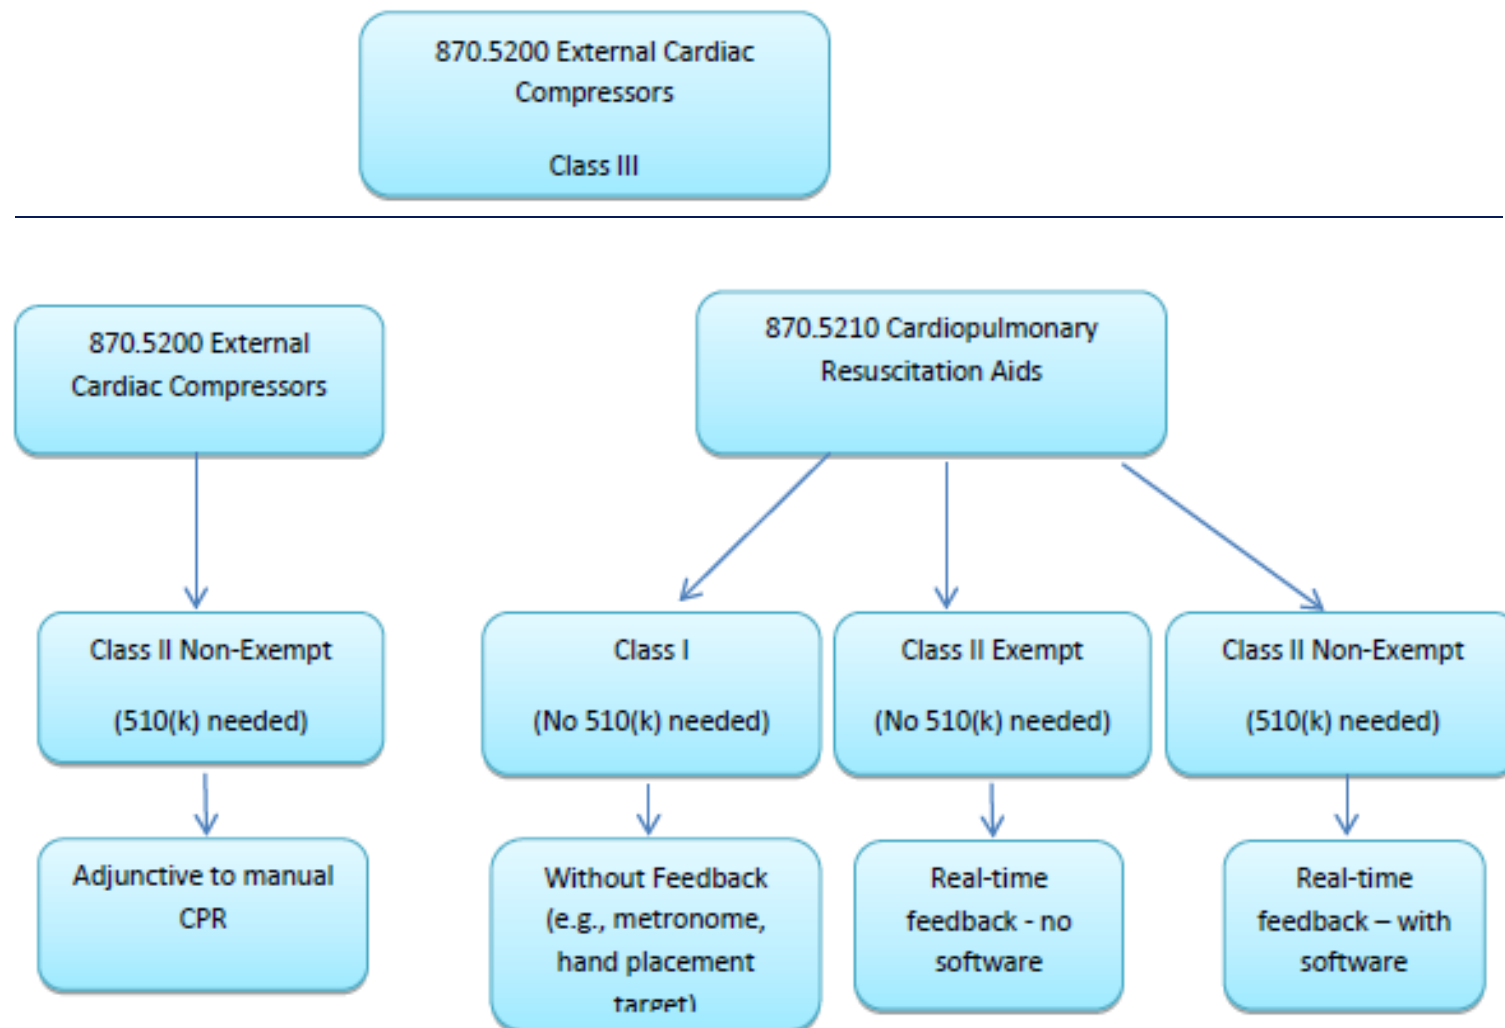 870.5200 External Cardiac
Compressors
Class III
870.5200 External
Cardiac Compressors
870.5210 Cardiopulmonary
Resuscitation Aids
Class II Non-Exempt
(510(k) needed)
Class I
(No 510(k) needed)
Class II Exempt
(No 510(k) needed)
Class II Non-Exempt
(510(k) needed)
Adjunctive to manual
CPR
Without Feedback
(e.g., metronome,
hand placement
target)
Real-time
feedback - no
software
Real-time
feedback – with
software